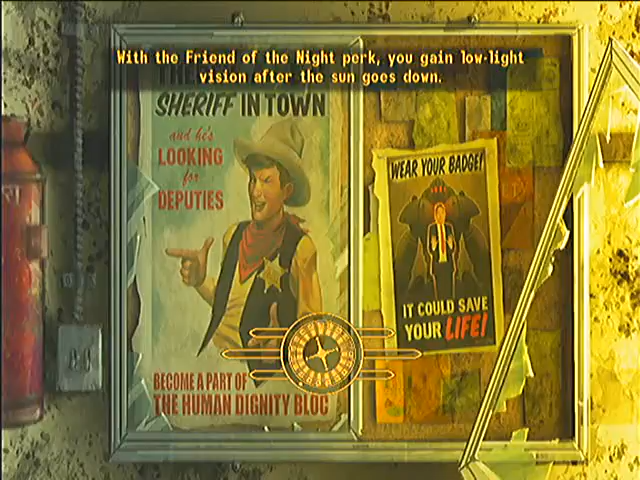 With the Friend of the Night perk, you gain low-light
vision after the sun goes down.
SHERIFF IN TOWN
and he's
LOOKING
for
DEPUTIES
BECOME A PART OF
THE HUMAN DIGNITY BLOC
WEAR YOUR BADGE!
IT COULD SAVE
YOUR LIFE!